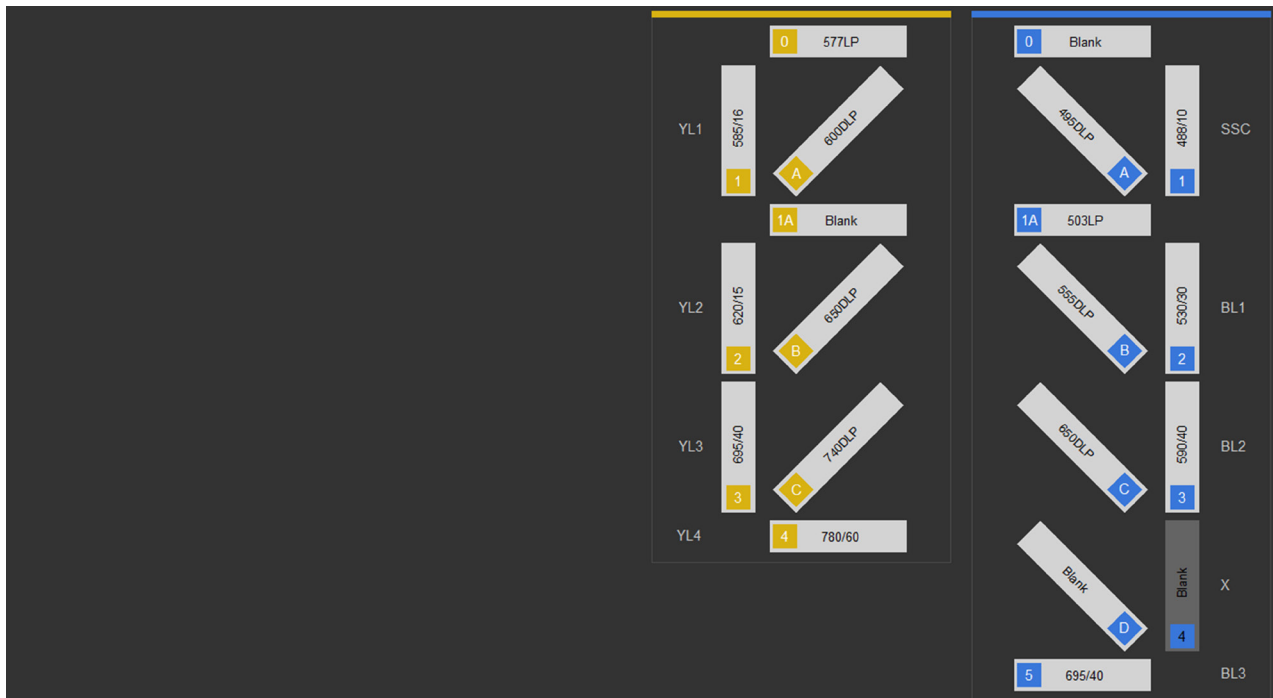 0 577LP
YL1 585/16 1 600DLP A
1A Blank
YL2 620/15 2 650DLP B
YL3 695/40 3 740DLP C
YL4 4 780/60
0 Blank
495DLP A 488/10 1 SSC
1A 503LP
555DLP B 530/30 2 BL1
650DLP C 590/40 3 BL2
Blank D Blank 4 X
5 695/40 BL3